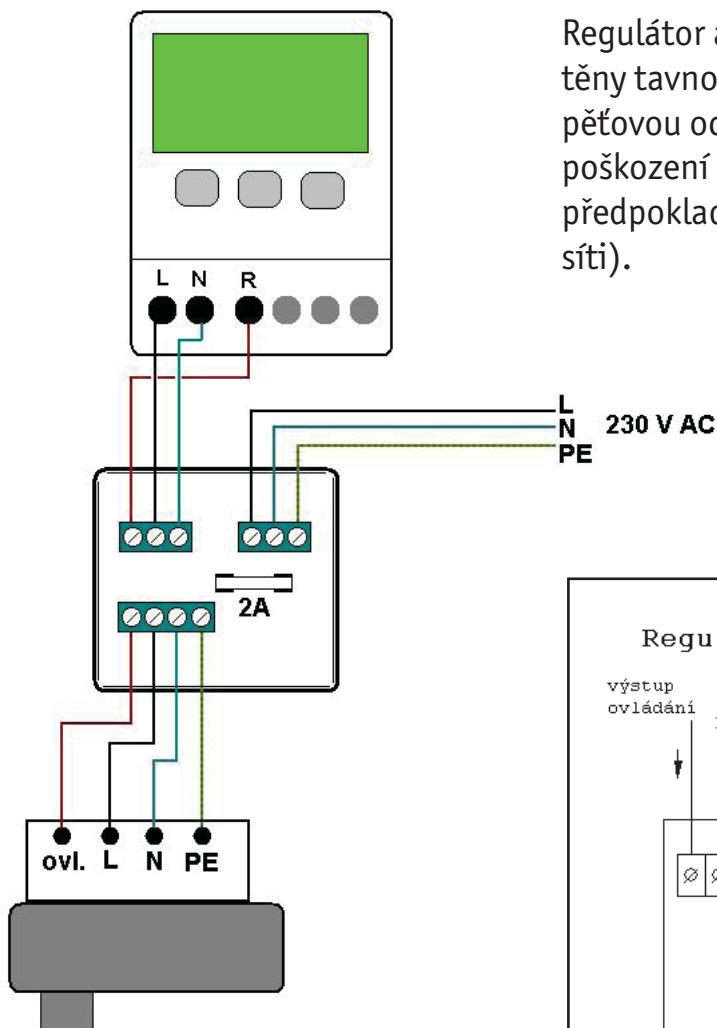 Regulátor a
těny tavno
pěťovou oc
poškození
předpoklad
síti).
L N R
L
N 230 V AC
PE
2A
ovl. L N PE
Regu
výstup
ovládání